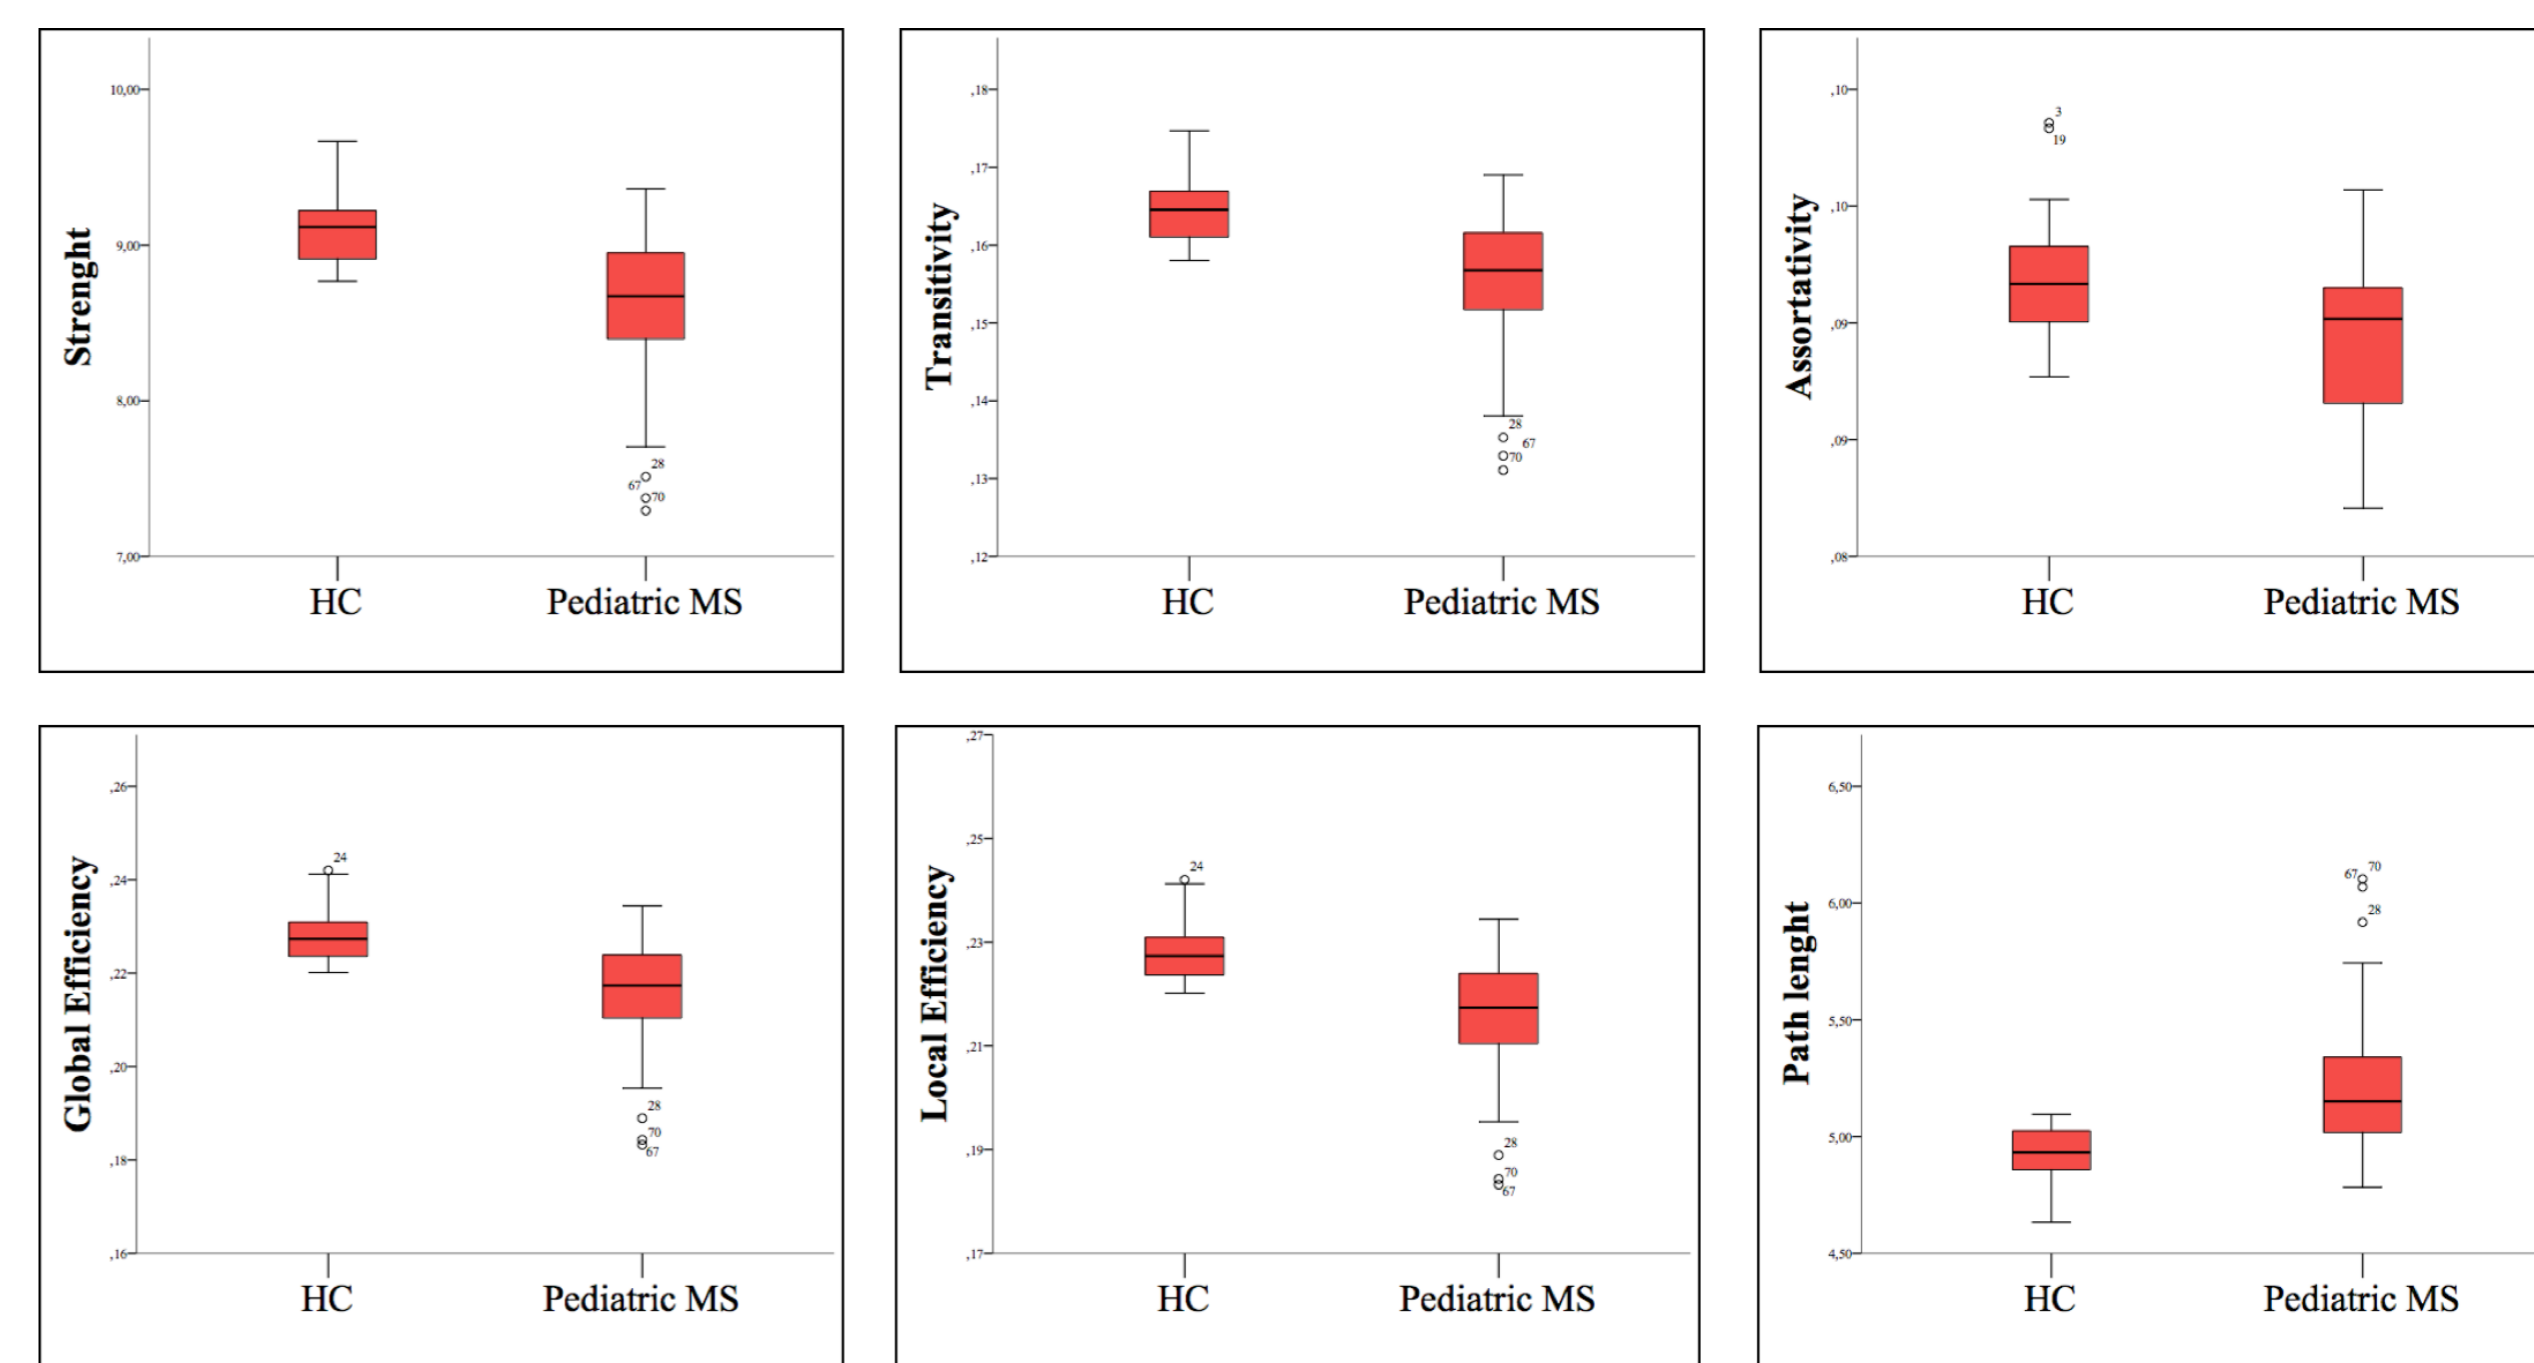 Strenght
10,00
9,00
8,00
7,00
28
67
70
HC
Pediatric MS
Transitivity
,18
,17
,16
,15
,14
,13
,12
28
67
70
HC
Pediatric MS
Assortativity
,10
,10
,09
,09
,08
3
19
HC
Pediatric MS
Global Efficiency
,26
,24
,22
,20
,18
,16
24
28
70
67
HC
Pediatric MS
Local Efficiency
,27
,25
,23
,21
,19
,17
24
28
70
67
HC
Pediatric MS
Path lenght
6,50
6,00
5,50
5,00
4,50
70
67
28
HC
Pediatric MS